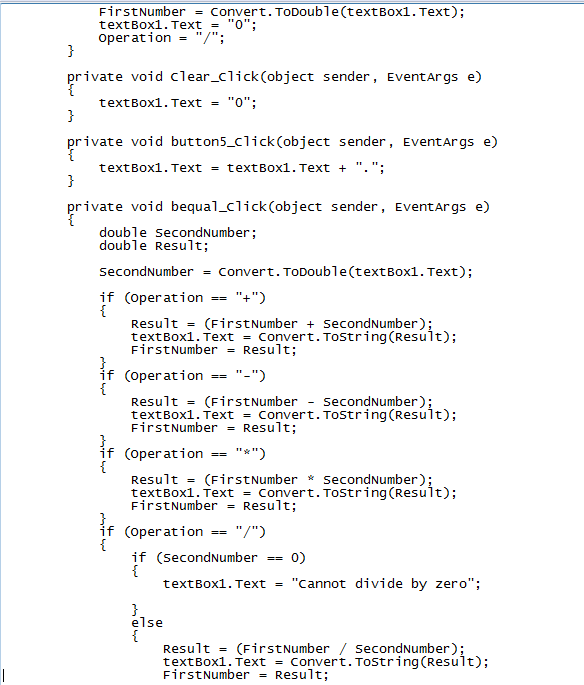 FirstNumber = Convert.ToDouble(textBox1.Text);
textBox1.Text = "0";
Operation = "/";
}
private void Clear_Click(object sender, EventArgs e)
{
textBox1.Text = "0";
}
private void button5_Click(object sender, EventArgs e)
{
textBox1.Text = textBox1.Text + ".";
}
private void bequal_Click(object sender, EventArgs e)
{
double SecondNumber;
double Result;
SecondNumber = Convert.ToDouble(textBox1.Text);
if (Operation == "+")
{
Result = (FirstNumber + SecondNumber);
textBox1.Text = Convert.ToString(Result);
FirstNumber = Result;
}
if (Operation == "-")
{
Result = (FirstNumber - SecondNumber);
textBox1.Text = Convert.ToString(Result);
FirstNumber = Result;
}
if (Operation == "*")
{
Result = (FirstNumber * SecondNumber);
textBox1.Text = Convert.ToString(Result);
FirstNumber = Result;
}
if (Operation == "/")
{
if (SecondNumber == 0)
{
textBox1.Text = "Cannot divide by zero";
}
else
{
Result = (FirstNumber / SecondNumber);
textBox1.Text = Convert.ToString(Result);
FirstNumber = Result;